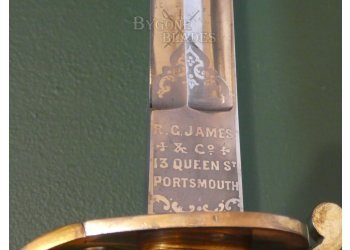 BYGONE
BLADES
R.G. JAMES
& Co
13 QUEEN ST
PORTSMOUTH